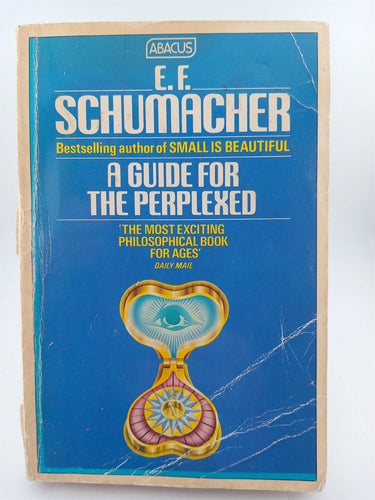 ABACUS
E.F.
SCHUMACHER
Bestselling author of SMALL IS BEAUTIFUL
A GUIDE FOR
THE PERPLEXED
'THE MOST EXCITING
PHILOSOPHICAL BOOK
FOR AGES'
DAILY MAIL